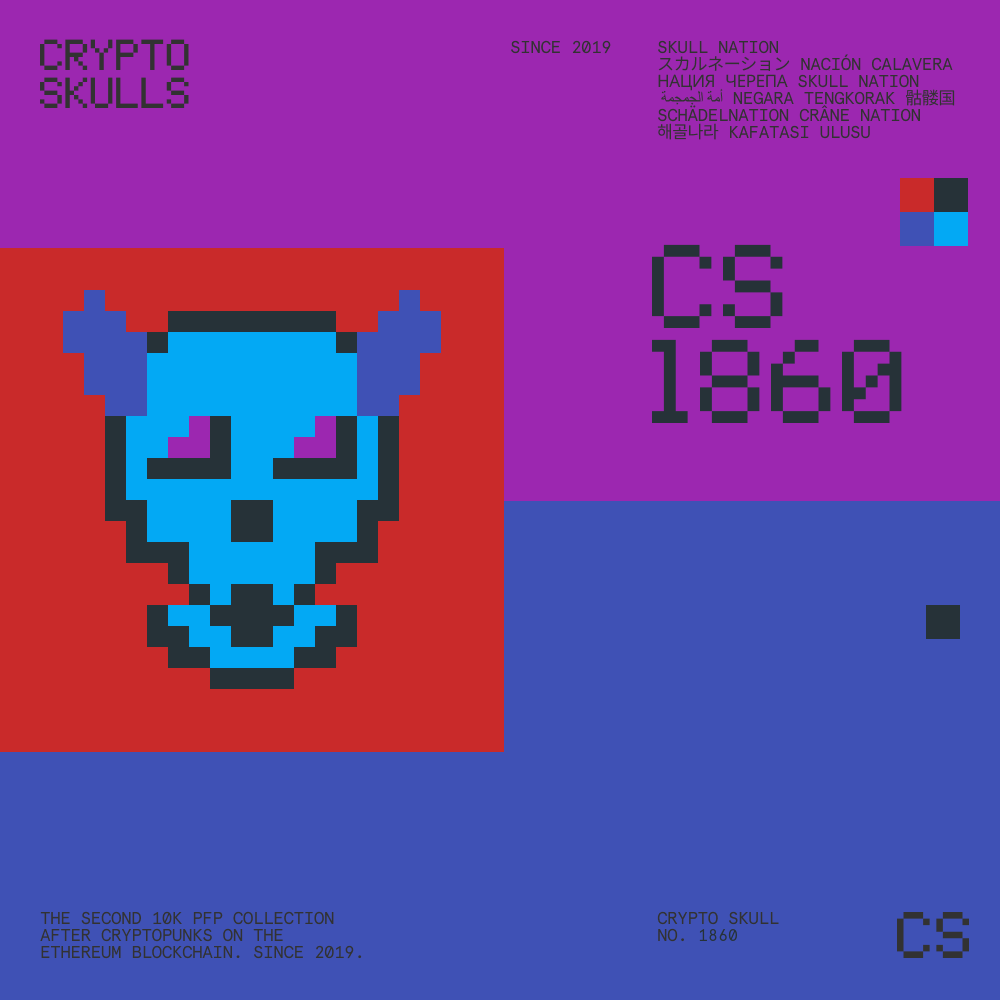 CRYPTO
SKULLS
SINCE 2019
SKULL NATION
スカルネーション NACIÓN CALAVERA
НАЦИЯ ЧЕРЕПА SKULL NATION
أمة الجمجمة NEGARA TENGKORAK 骷髅国
SCHÄDELNATION CRÂNE NATION
해골나라 KAFATASI ULUSU
CS
1860
THE SECOND 10K PFP COLLECTION
AFTER CRYPTOPUNKS ON THE
ETHEREUM BLOCKCHAIN. SINCE 2019.
CRYPTO SKULL
NO. 1860
CS